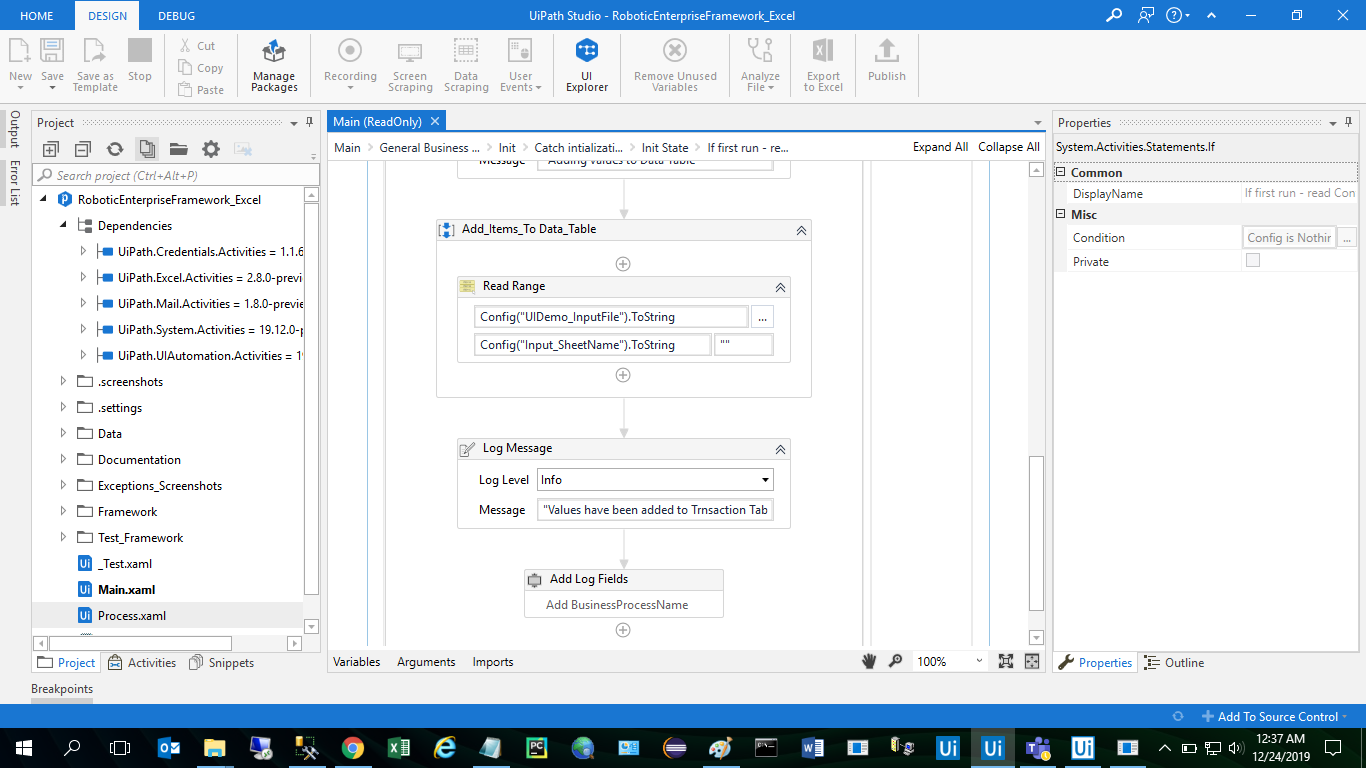 HOME DESIGN DEBUG UiPath Studio - RoboticEnterpriseFramework_Excel
New Save Save as Template Stop
Cut
Copy
Paste
Manage Packages
Recording
Screen Scraping
Data Scraping
User Events
UI Explorer
Remove Unused Variables
Analyze File
Export to Excel
Publish
Output
Error List
Project
Search project (Ctrl+Alt+P)
RoboticEnterpriseFramework_Excel
Dependencies
UiPath.Credentials.Activities = 1.1.6
UiPath.Excel.Activities = 2.8.0-previ
UiPath.Mail.Activities = 1.8.0-previe
UiPath.System.Activities = 19.12.0-p
UiPath.UIAutomation.Activities = 19
.screenshots
.settings
Data
Documentation
Exceptions_Screenshots
Framework
Test_Framework
_Test.xaml
Main.xaml
Process.xaml
Project Activities Snippets
Breakpoints
Main (ReadOnly)
Main General Business ... Init Catch intializatio... Init State If first run - re... Expand All Collapse All
Message "Adding Values to Data Table"
Add_Items_To Data_Table
Read Range
Config("UIDemo_InputFile").ToString ...
Config("Input_SheetName").ToString ""
Log Message
Log Level Info
Message "Values have been added to Trnsaction Tab
Add Log Fields
Add BusinessProcessName
Variables Arguments Imports 100%
Properties
System.Activities.Statements.If
Common
DisplayName If first run - read Con
Misc
Condition Config is Nothir ...
Private
Properties Outline
Add To Source Control
12:37 AM
12/24/2019